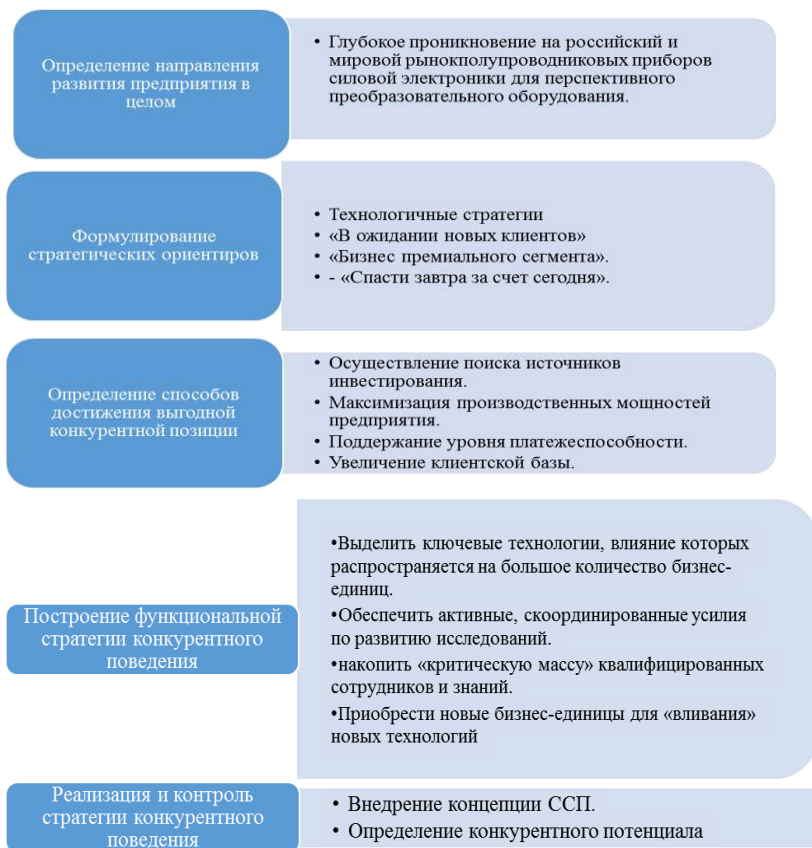 Определение направления
развития предприятия в
целом
• Глубокое проникновение на российский и
мировой рынокполупроводниковых приборов
силовой электроники для перспективного
преобразовательного оборудования.
Формулирование
стратегических ориентиров
• Технологичные стратегии
• «В ожидании новых клиентов»
• «Бизнес премиального сегмента».
• - «Спасти завтра за счет сегодня».
Определение способов
достижения выгодной
конкурентной позиции
• Осуществление поиска источников
инвестирования.
• Максимизация производственных мощностей
предприятия.
• Поддержание уровня платежеспособности.
• Увеличение клиентской базы.
Построение функциональной
стратегии конкурентного
поведения
•Выделить ключевые технологии, влияние которых
распространяется на большое количество бизнес-
единиц.
•Обеспечить активные, скоординированные усилия
по развитию исследований.
•накопить «критическую массу» квалифицированных
сотрудников и знаний.
•Приобрести новые бизнес-единицы для «вливания»
новых технологий
Реализация и контроль
стратегии конкурентного
поведения
• Внедрение концепции ССП.
• Определение конкурентного потенциала